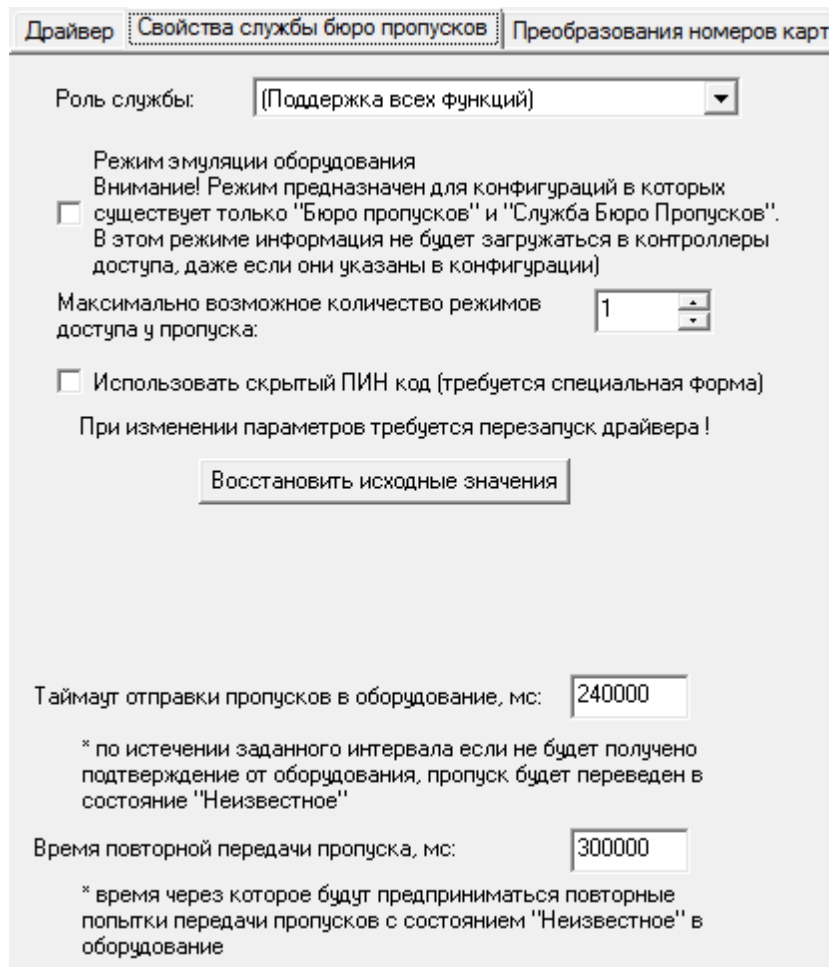 Драйвер Свойства службы бюро пропусков Преобразования номеров карт
Роль службы: (Поддержка всех функций)
Режим эмуляции оборудования
Внимание! Режим предназначен для конфигураций в которых
существует только "Бюро пропусков" и "Служба Бюро Пропусков".
В этом режиме информация не будет загружаться в контроллеры
доступа, даже если они указаны в конфигурации)
Максимально возможное количество режимов
доступа у пропуска:
1
Использовать скрытый ПИН код (требуется специальная форма)
При изменении параметров требуется перезапуск драйвера !
Восстановить исходные значения
Таймаут отправки пропусков в оборудование, мс: 240000
* по истечении заданного интервала если не будет получено
подтверждение от оборудования, пропуск будет переведен в
состояние "Неизвестное"
Время повторной передачи пропуска, мс: 300000
* время через которое будут предприниматься повторные
попытки передачи пропусков с состоянием "Неизвестное" в
оборудование